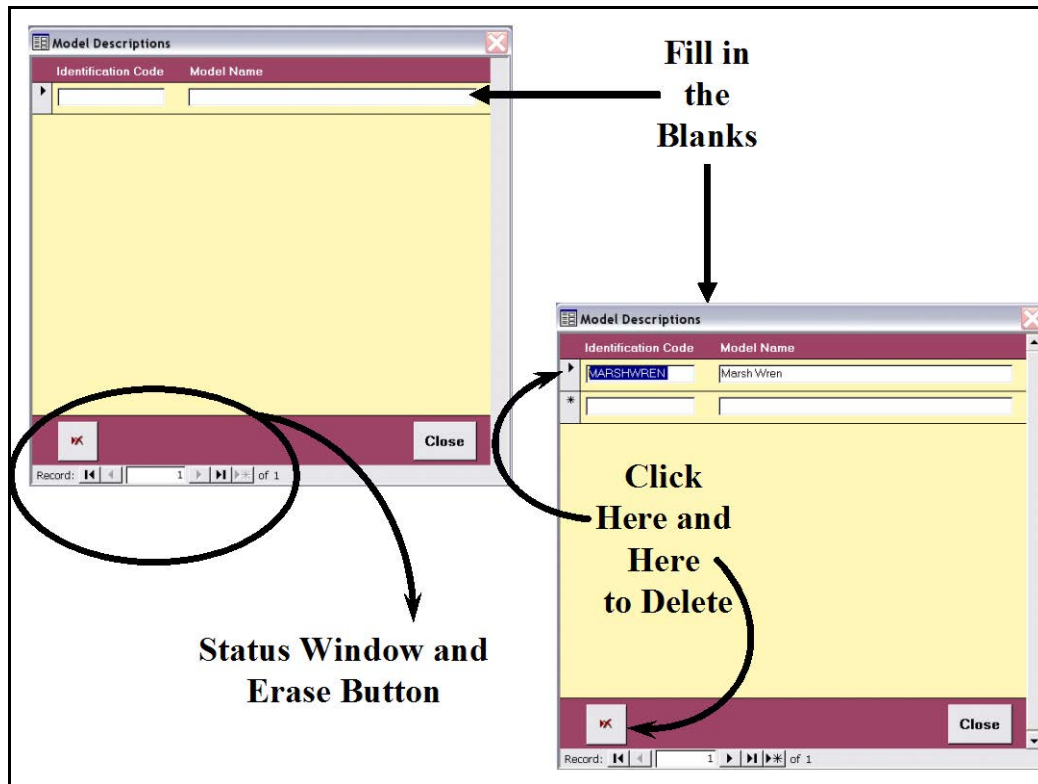 Model Descriptions
Identification Code Model Name
Close
Record: 1 of 1
Fill in
the
Blanks
Model Descriptions
Identification Code Model Name
MARSHWREN Marsh Wren
*
Click
Here and
Here
to Delete
Close
Record: 1 of 1
Status Window and
Erase Button